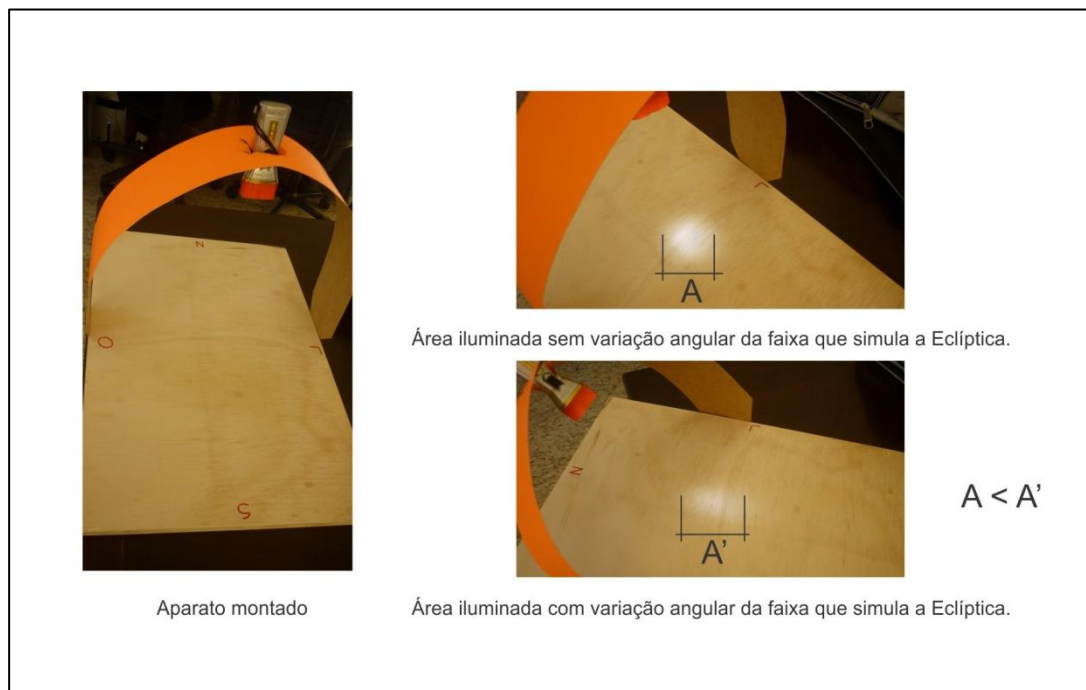 N
O
L
S
Aparato montado
L
A
Área iluminada sem variação angular da faixa que simula a Eclíptica.
N
L
A'
Área iluminada com variação angular da faixa que simula a Eclíptica.
A < A'